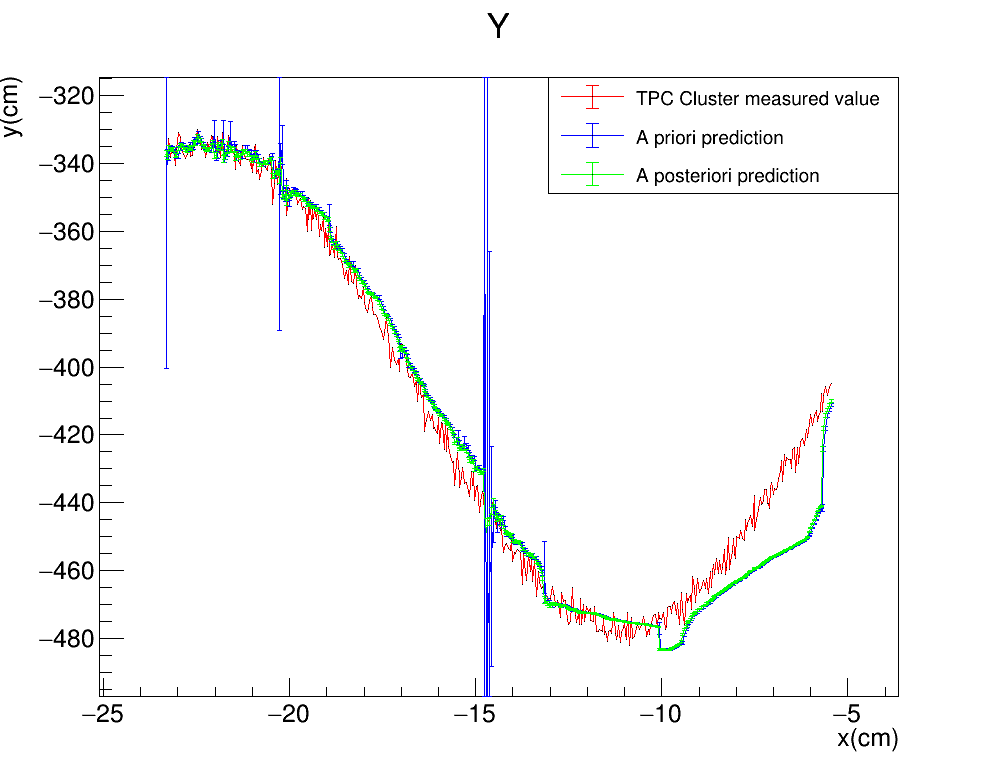 Y
y(cm)
−320
−340
−360
−380
−400
−420
−440
−460
−480
TPC Cluster measured value
A priori prediction
A posteriori prediction
−25
−20
−15
−10
−5
x(cm)